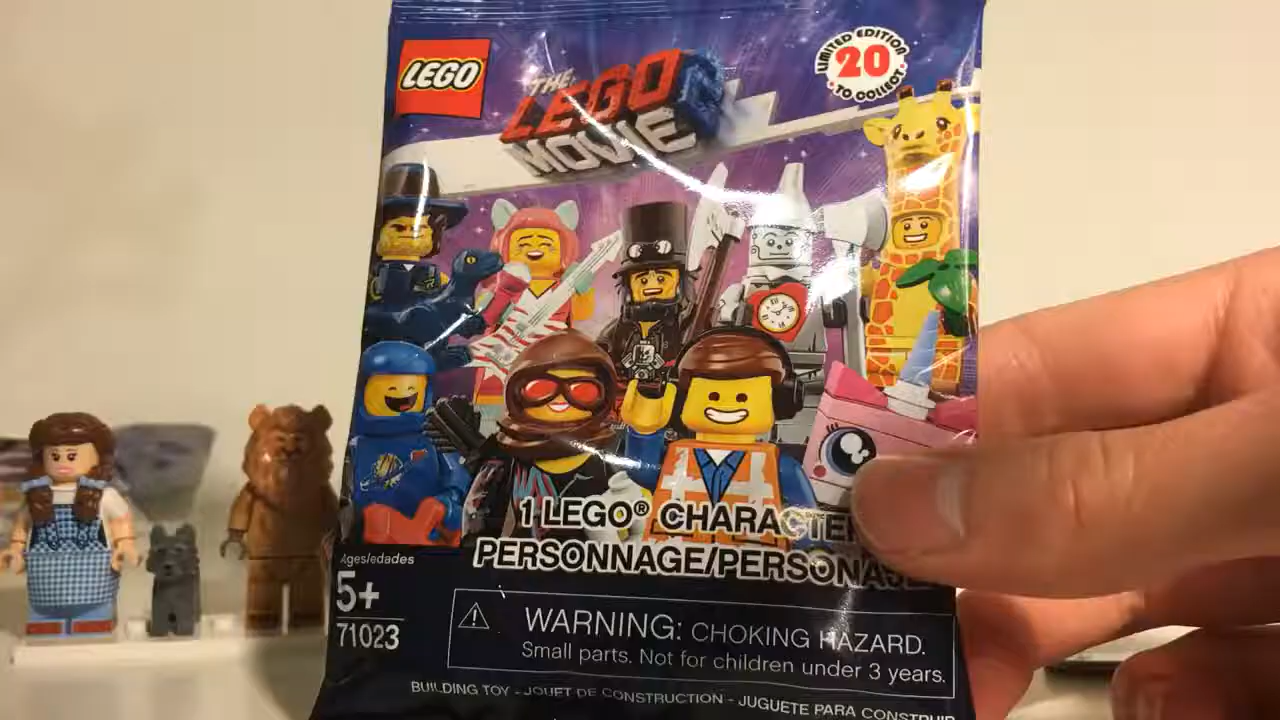 LEGO
THE
LEGO
MOVIE 2
LIMITED EDITION
20
TO COLLECT
1 LEGO® CHARACTER
PERSONNAGE/PERSONAJE
Ages/edades
5+
71023
WARNING: CHOKING HAZARD.
Small parts. Not for children under 3 years.
BUILDING TOY - JOUET DE CONSTRUCTION - JUGUETE PARA CONSTRUIR